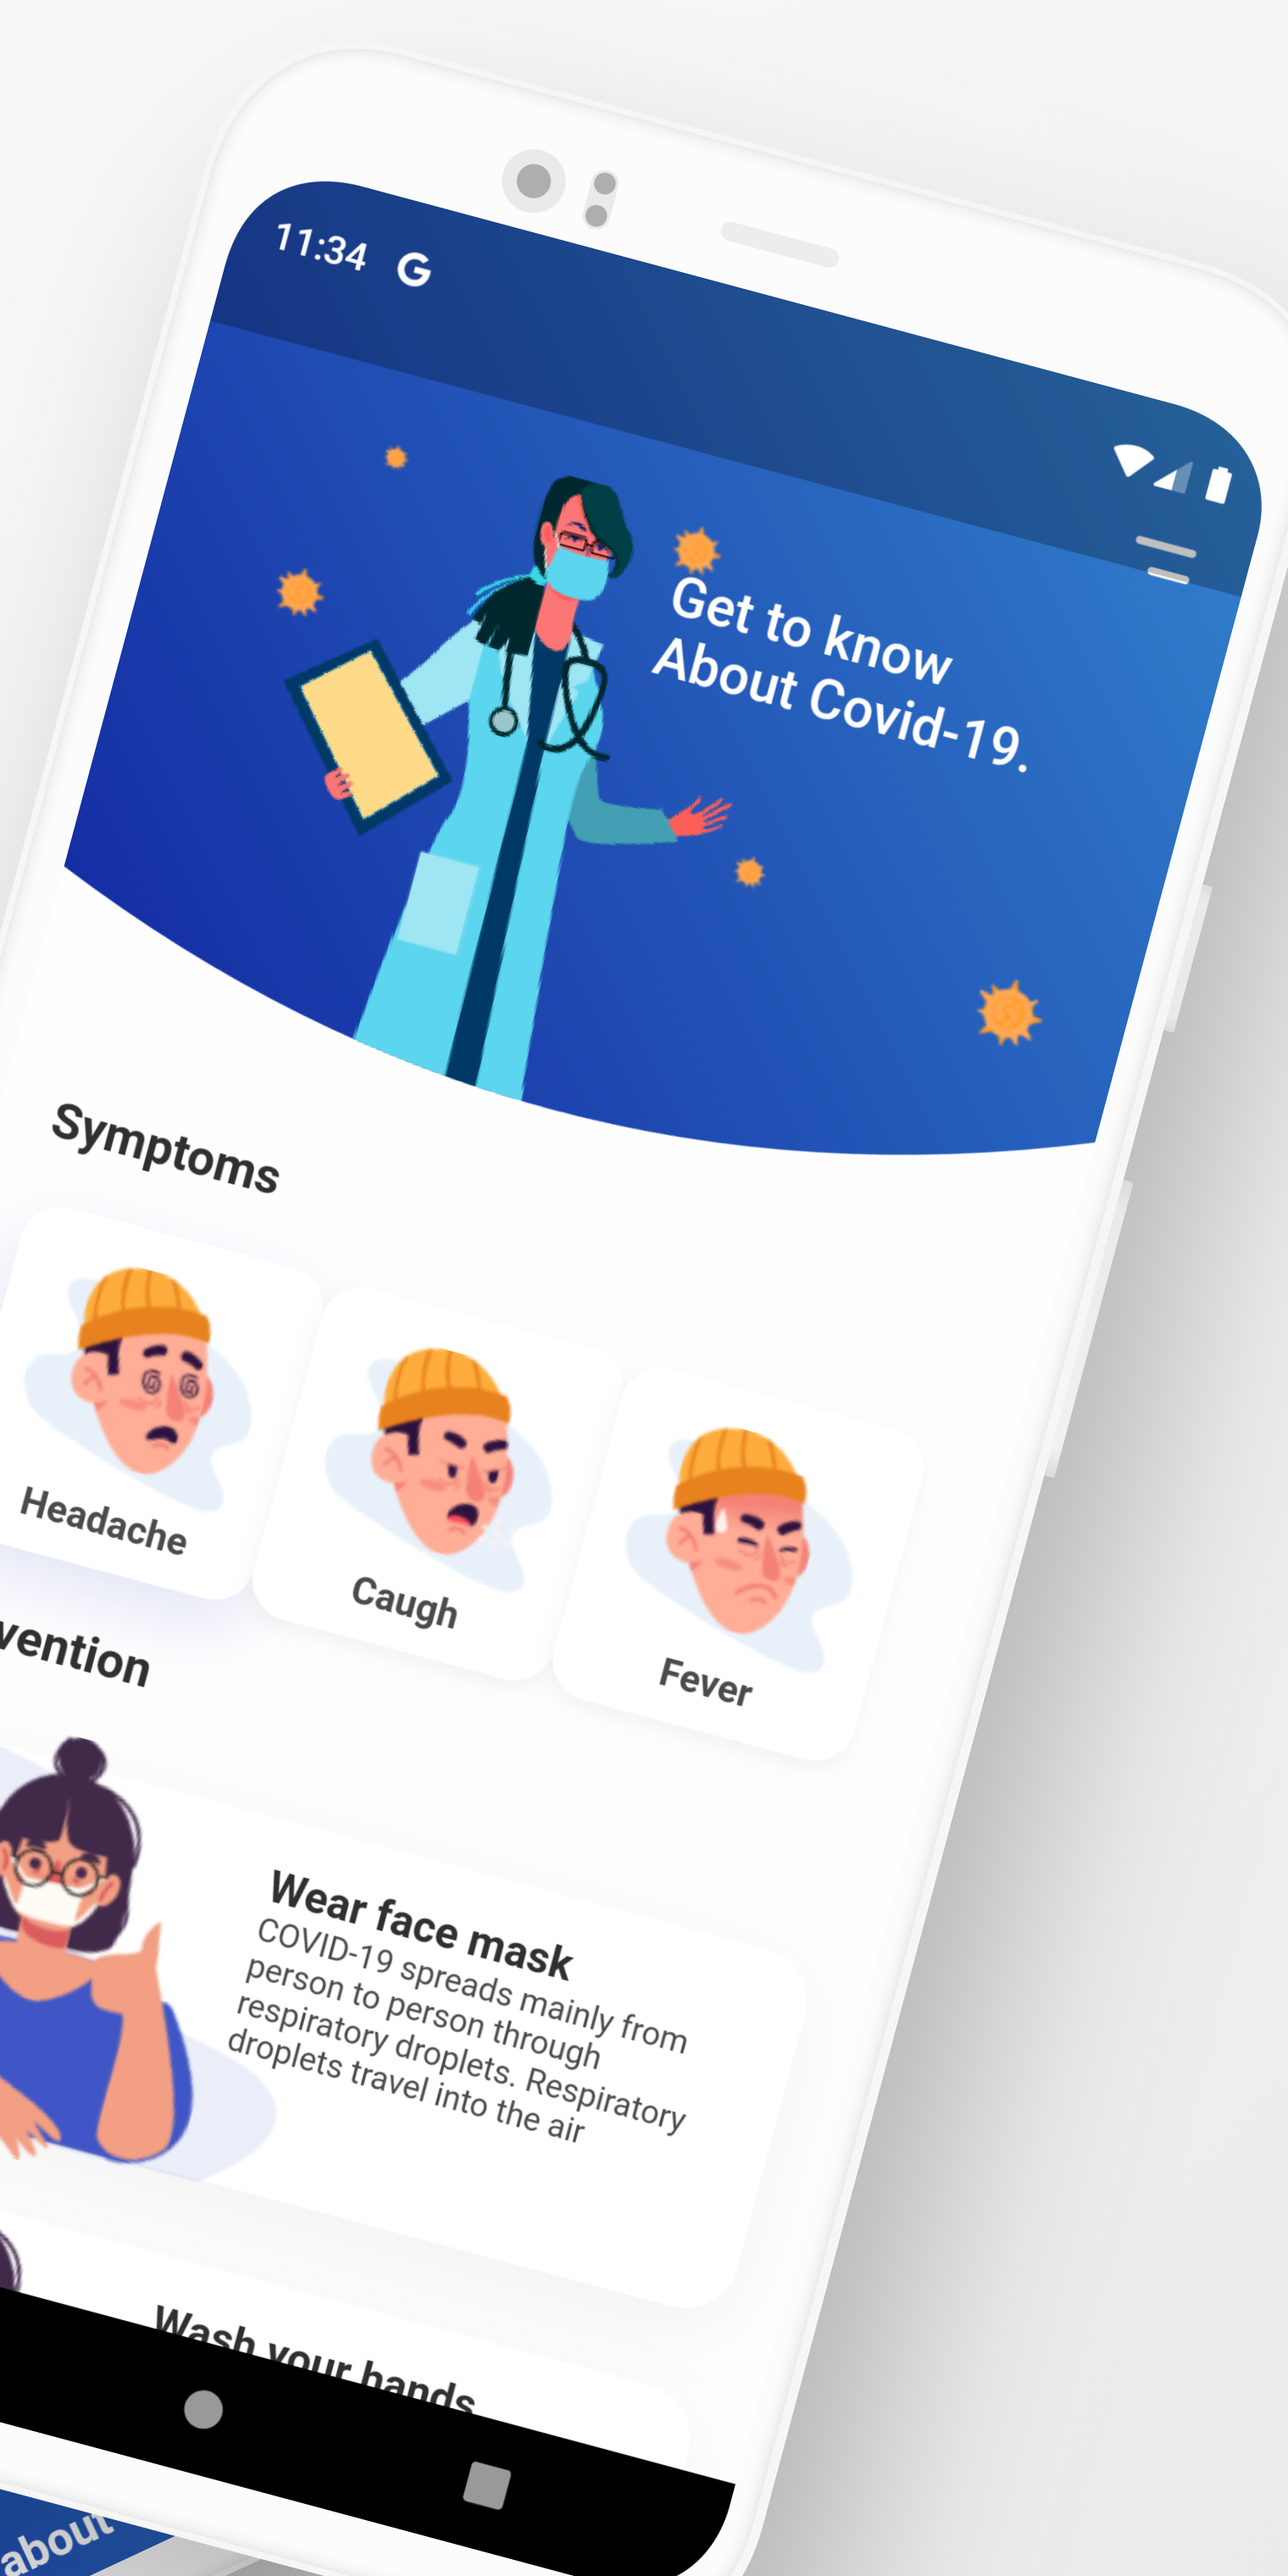 11:34 G
Get to know
About Covid-19.
Symptoms
Headache
Caugh
Fever
vention
Wear face mask
COVID-19 spreads mainly from
person to person through
respiratory droplets. Respiratory
droplets travel into the air
Wash your hands
about